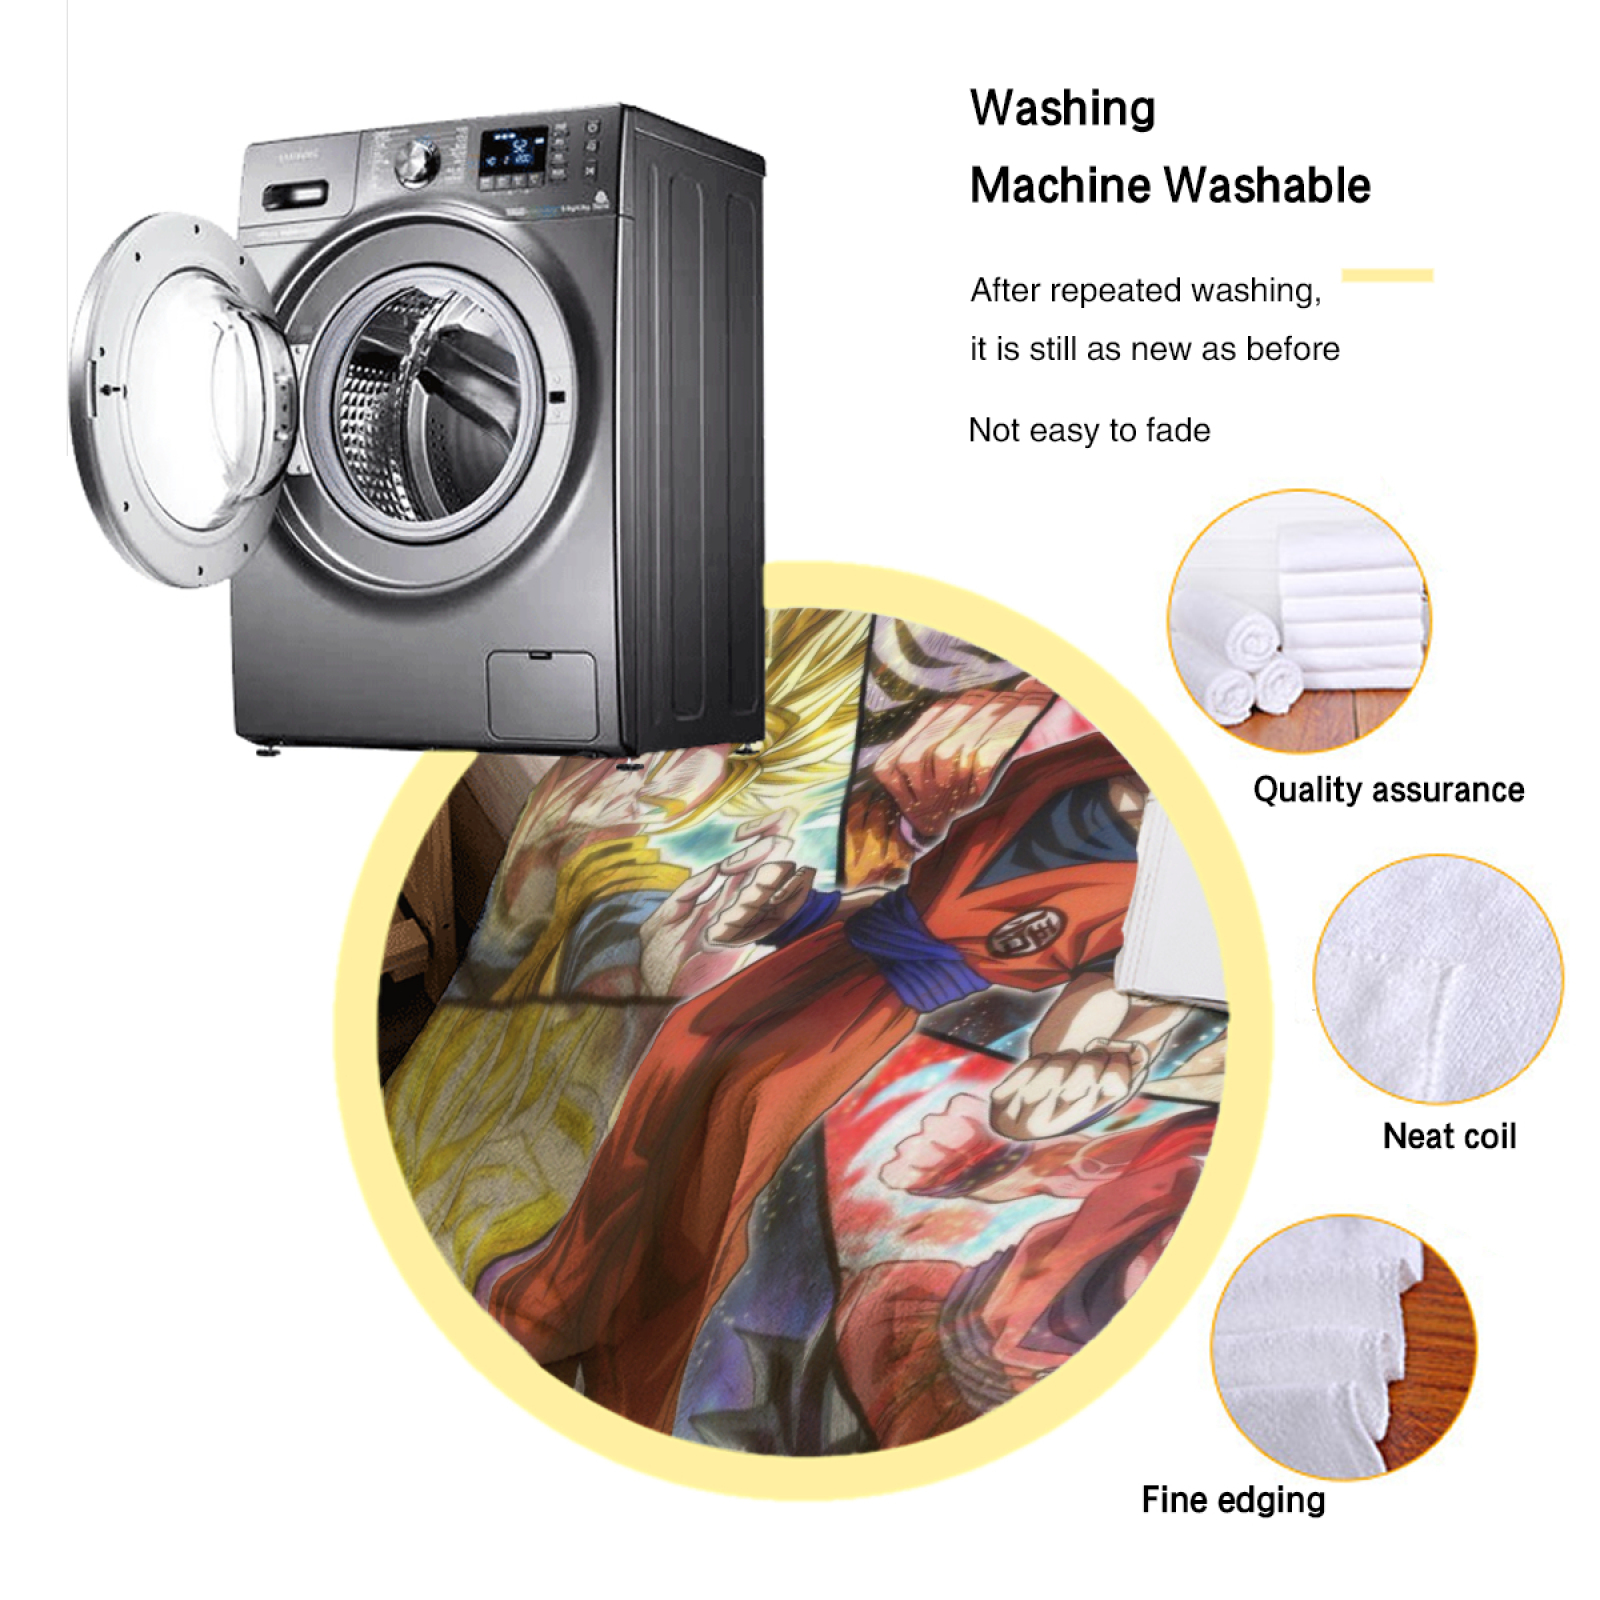 Washing
Machine Washable
After repeated washing,
it is still as new as before
Not easy to fade
Quality assurance
Neat coil
Fine edging